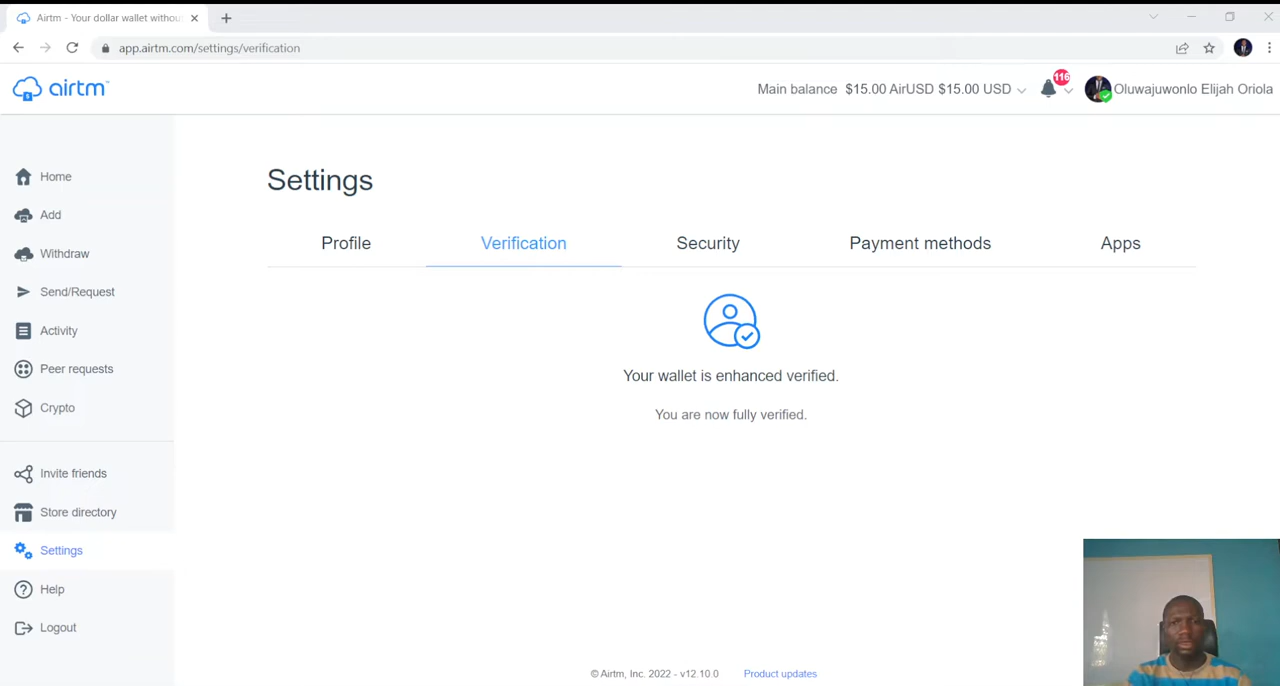 Airtm - Your dollar wallet withou
app.airtm.com/settings/verification
airtm
Main balance $15.00 AirUSD $15.00 USD
116
Oluwajuwonlo Elijah Oriola
Home
Add
Withdraw
Send/Request
Activity
Peer requests
Crypto
Invite friends
Store directory
Settings
Help
Logout
Settings
Profile Verification Security Payment methods Apps
Your wallet is enhanced verified.
You are now fully verified.
© Airtm, Inc. 2022 - v12.10.0 Product updates